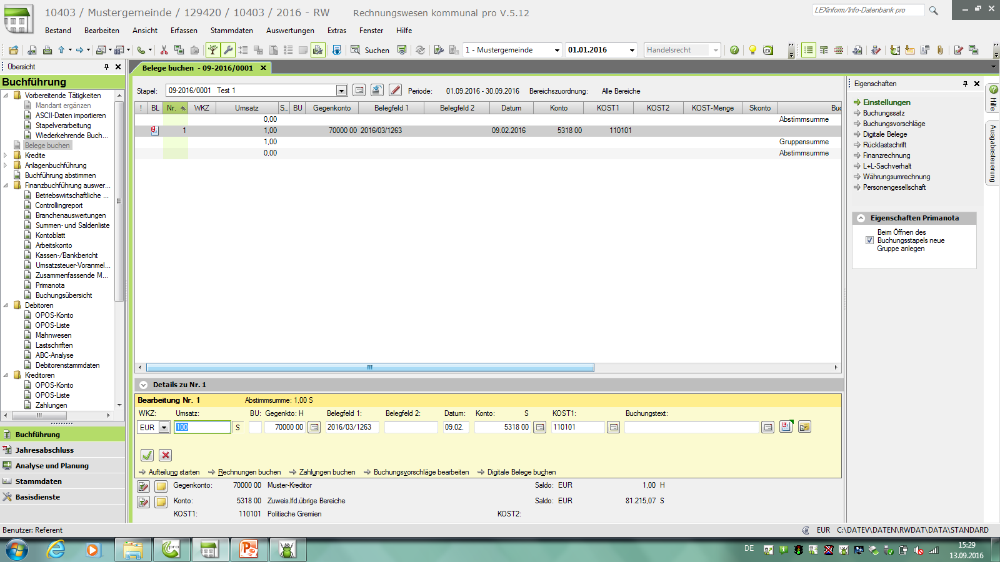 10403 / Mustergemeinde / 129420 / 10403 / 2016 - RW Rechnungswesen kommunal pro V.5.12
LEXinform/Info-Datenbank pro
Bestand Bearbeiten Ansicht Erfassen Stammdaten Auswertungen Extras Fenster Hilfe
Suchen 1 - Mustergemeinde 01.01.2016 Handelsrecht LEX
Übersicht
Buchführung
Vorbereitende Tätigkeiten
Mandant ergänzen
ASCII-Daten importieren
Stapelverarbeitung
Wiederkehrende Buch...
Belege buchen
Kredite
Anlagenbuchführung
Buchführung abstimmen
Finanzbuchführung auswer...
Betriebswirtschaftliche ...
Controllingreport
Branchenauswertungen
Summen- und Saldenliste
Kontoblatt
Arbeitskonto
Kassen-/Bankbericht
Umsatzsteuer-Voranmel...
Zusammenfassende M...
Primanota
Buchungsübersicht
Debitoren
OPOS-Konto
OPOS-Liste
Mahnwesen
Lastschriften
ABC-Analyse
Debitorenstammdaten
Kreditoren
OPOS-Konto
OPOS-Liste
Zahlungen
Buchführung
Jahresabschluss
Analyse und Planung
Stammdaten
Basisdienste
Belege buchen - 09-2016/0001
Stapel: 09-2016/0001 Test 1 Periode: 01.09.2016 - 30.09.2016 Bereichszuordnung: Alle Bereiche
! BL Nr. WKZ Umsatz S... BU Gegenkonto Belegfeld 1 Belegfeld 2 Datum Konto KOST1 KOST2 KOST-Menge Skonto Buc
0,00 Abstimmsumme
1 1,00 70000 00 2016/03/1263 09.02.2016 5318 00 110101
1,00 Gruppensumme
0,00 Abstimmsumme
Details zu Nr. 1
Bearbeitung Nr. 1 Abstimmsumme: 1,00 S
WKZ: Umsatz: BU: Gegenkto: H Belegfeld 1: Belegfeld 2: Datum: Konto: S KOST1: Buchungstext:
EUR 100 S 70000 00 2016/03/1263 09.02. 5318 00 110101
Aufteilung starten Rechnungen buchen Zahlungen buchen Buchungsvorschläge bearbeiten Digitale Belege buchen
Gegenkonto: 70000 00 Muster-Kreditor Saldo: EUR 1,00 H
Konto: 5318 00 Zuweis.lfd.übrige Bereiche Saldo: EUR 81.215,07 S
KOST1: 110101 Politische Gremien KOST2:
Eigenschaften
Einstellungen
Buchungssatz
Buchungsvorschläge
Digitale Belege
Rücklastschrift
Finanzrechnung
L+L-Sachverhalt
Währungsumrechnung
Personengesellschaft
Eigenschaften Primanota
Beim Öffnen des
Buchungsstapels neue
Gruppe anlegen
Hilfe
Ausgabesteuerung
Benutzer: Referent EUR C:\DATEV\DATEN\RWDAT\DATA\STANDARD
pro
DE 15:29
13.09.2016